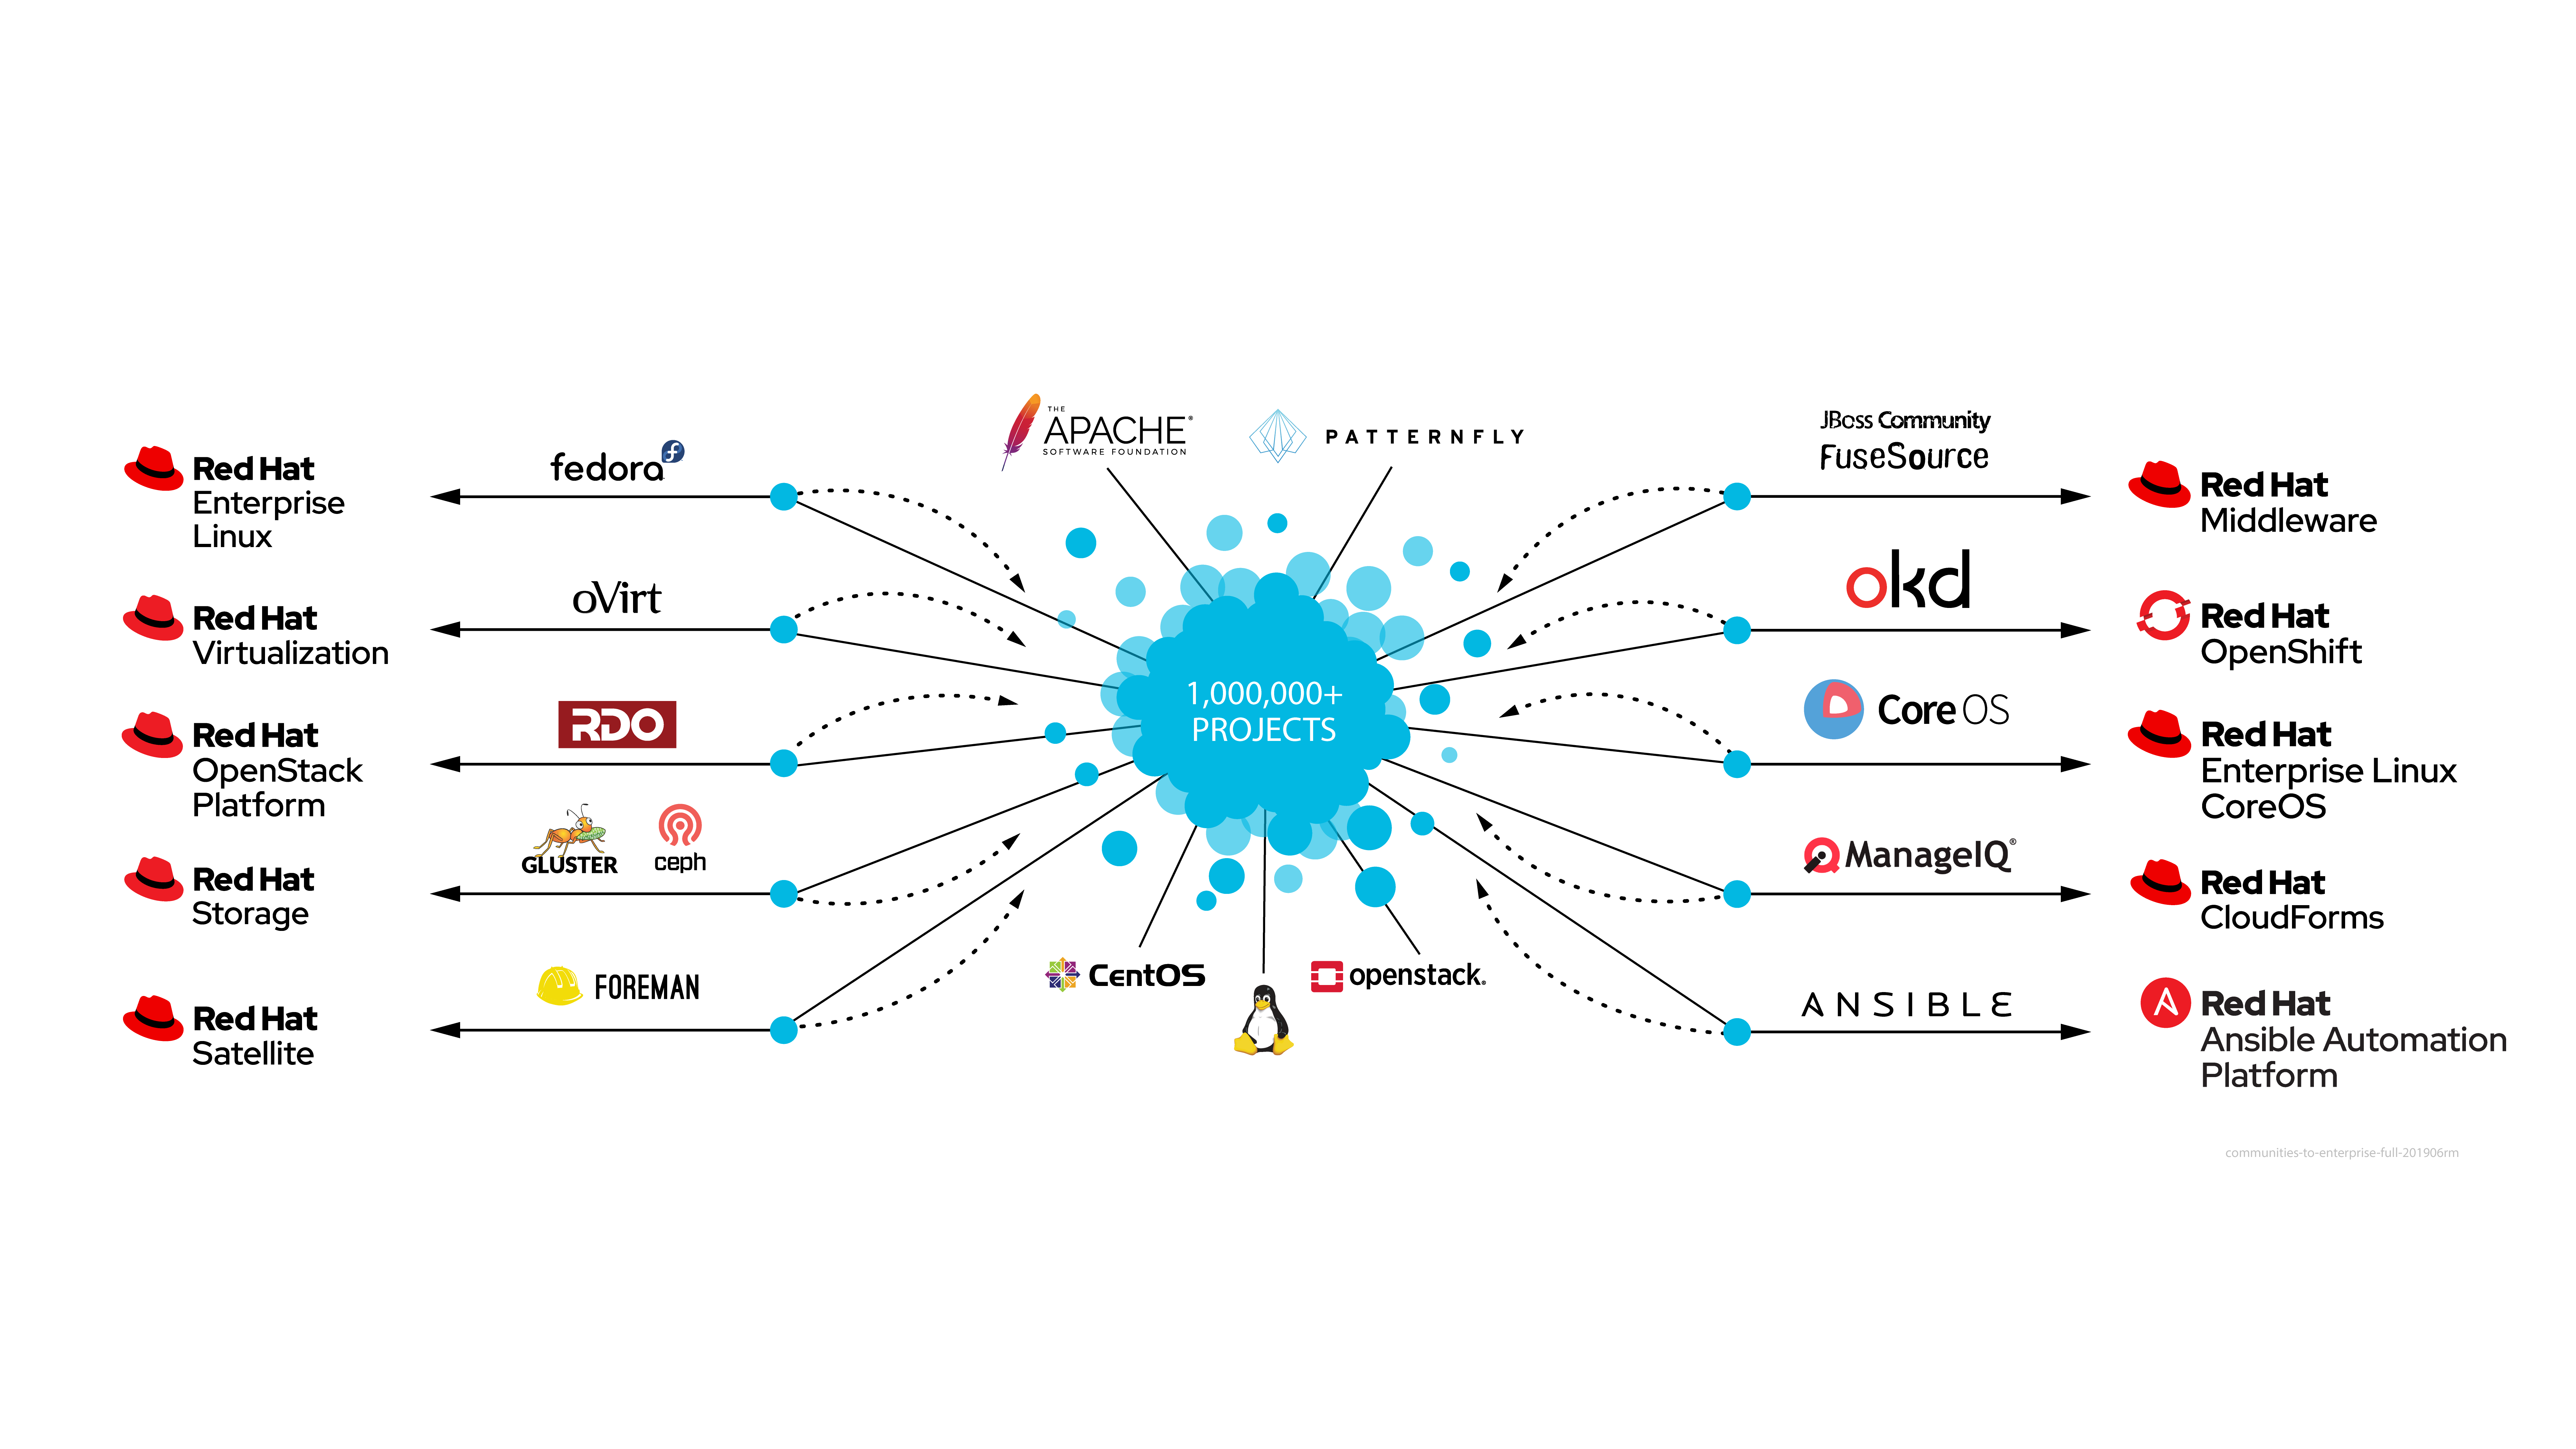 Red Hat
Enterprise
Linux
fedora
Red Hat
Virtualization
oVirt
Red Hat
OpenStack
Platform
RDO
Red Hat
Storage
GLUSTER
ceph
Red Hat
Satellite
FOREMAN
THE
APACHE®
SOFTWARE FOUNDATION
PATTERNFLY
1,000,000+
PROJECTS
CentOS
openstack.
JBoss Community
FuseSource
Red Hat
Middleware
okd
Red Hat
OpenShift
Core OS
Red Hat
Enterprise Linux
CoreOS
ManageIQ®
Red Hat
CloudForms
ANSIBLE
Red Hat
Ansible Automation
Platform
communities-to-enterprise-full-201906rm